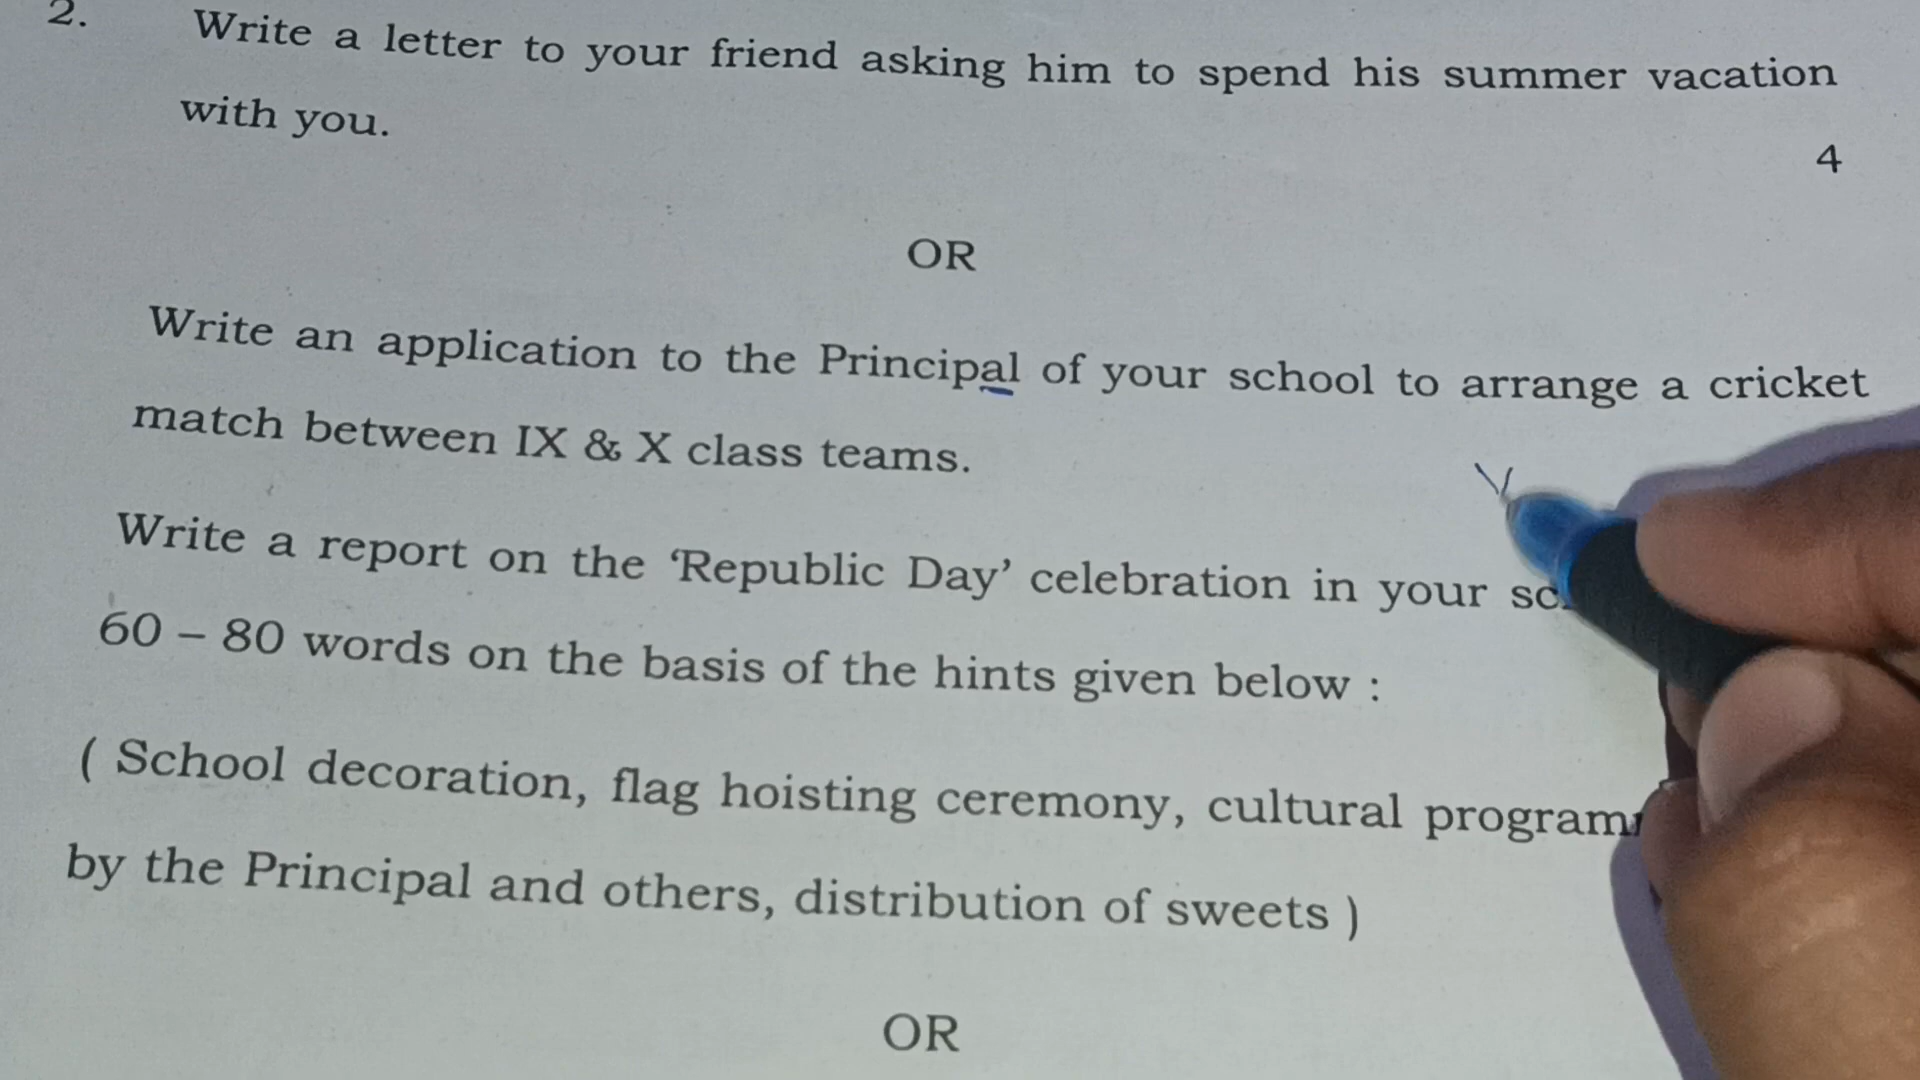 2.
Write a letter to your friend asking him to spend his summer vacation
with you.
4
OR
Write an application to the Principal of your school to arrange a cricket
match between IX & X class teams.
Write a report on the ‘Republic Day’ celebration in your
60 – 80 words on the basis of the hints given below :
( School decoration, flag hoisting ceremony, cultural
by the Principal and others, distribution of sweets )
OR